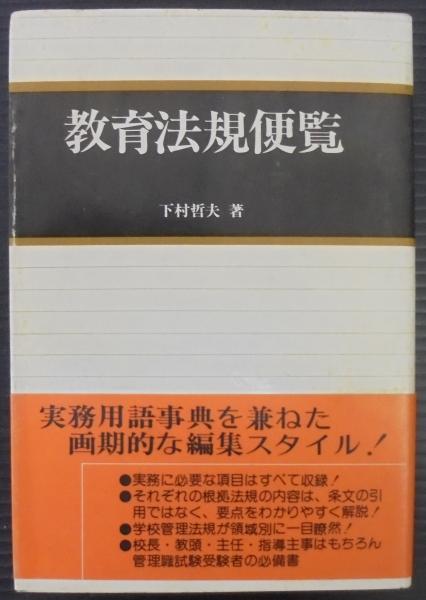 教育法規便覧
下村哲夫 著
実務用語事典を兼ねた
画期的な編集スタイル！
●実務に必要な項目はすべて収録！
●それぞれの根拠法規の内容は、条文の引
用ではなく、要点をわかりやすく解説！
●学校管理法規が領域別に一目瞭然！
●校長・教頭・主任・指導主事はもちろん
管理職試験受験者の必備書